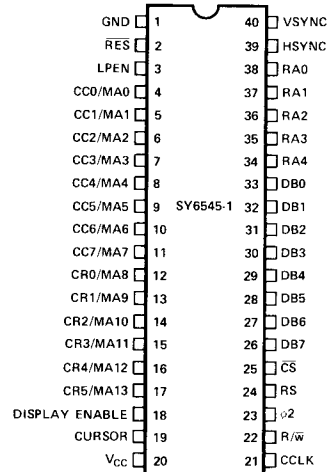 GND 1 40 VSYNC
R̅E̅S̅ 2 39 HSYNC
LPEN 3 38 RA0
CC0/MA0 4 37 RA1
CC1/MA1 5 36 RA2
CC2/MA2 6 35 RA3
CC3/MA3 7 34 RA4
CC4/MA4 8 33 DB0
CC5/MA5 9 SY6545-1 32 DB1
CC6/MA6 10 31 DB2
CC7/MA7 11 30 DB3
CR0/MA8 12 29 DB4
CR1/MA9 13 28 DB5
CR2/MA10 14 27 DB6
CR3/MA11 15 26 DB7
CR4/MA12 16 25 C̅S̅
CR5/MA13 17 24 RS
DISPLAY ENABLE 18 23 φ2
CURSOR 19 22 R/w̅
VCC 20 21 CCLK